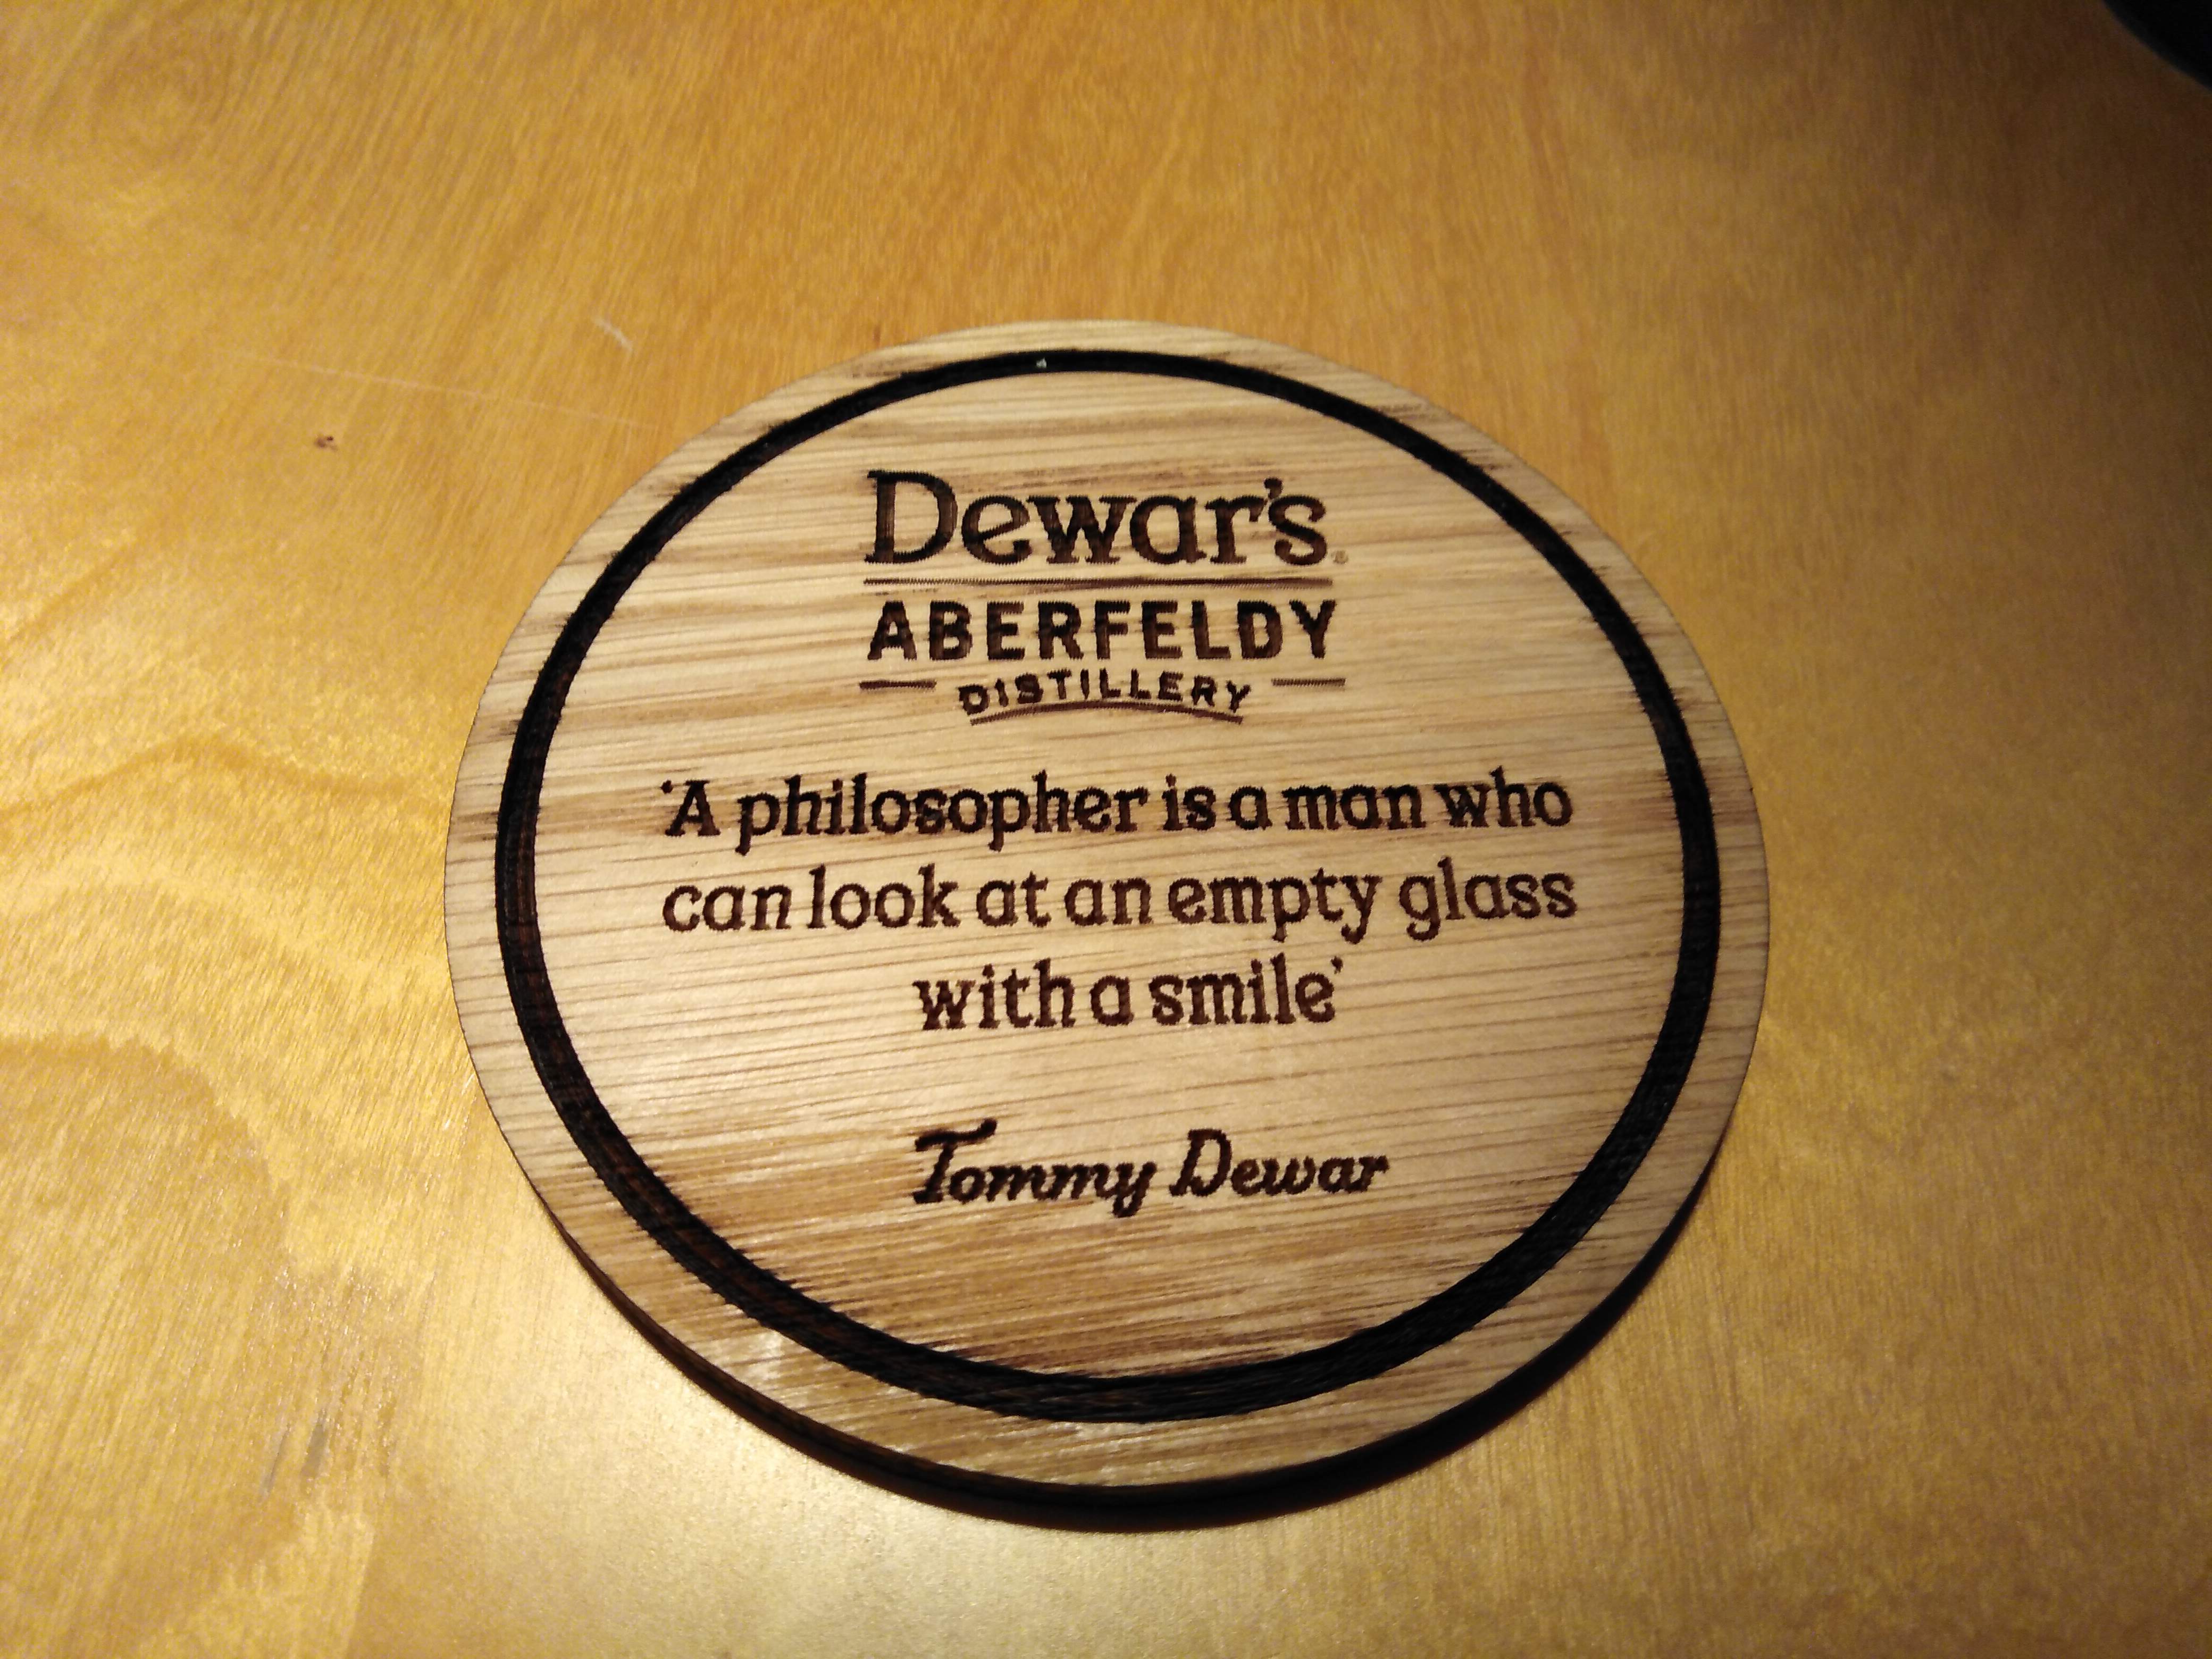 Dewar's®
ABERFELDY
DISTILLERY
'A philosopher is a man who
can look at an empty glass
with a smile'
Tommy Dewar